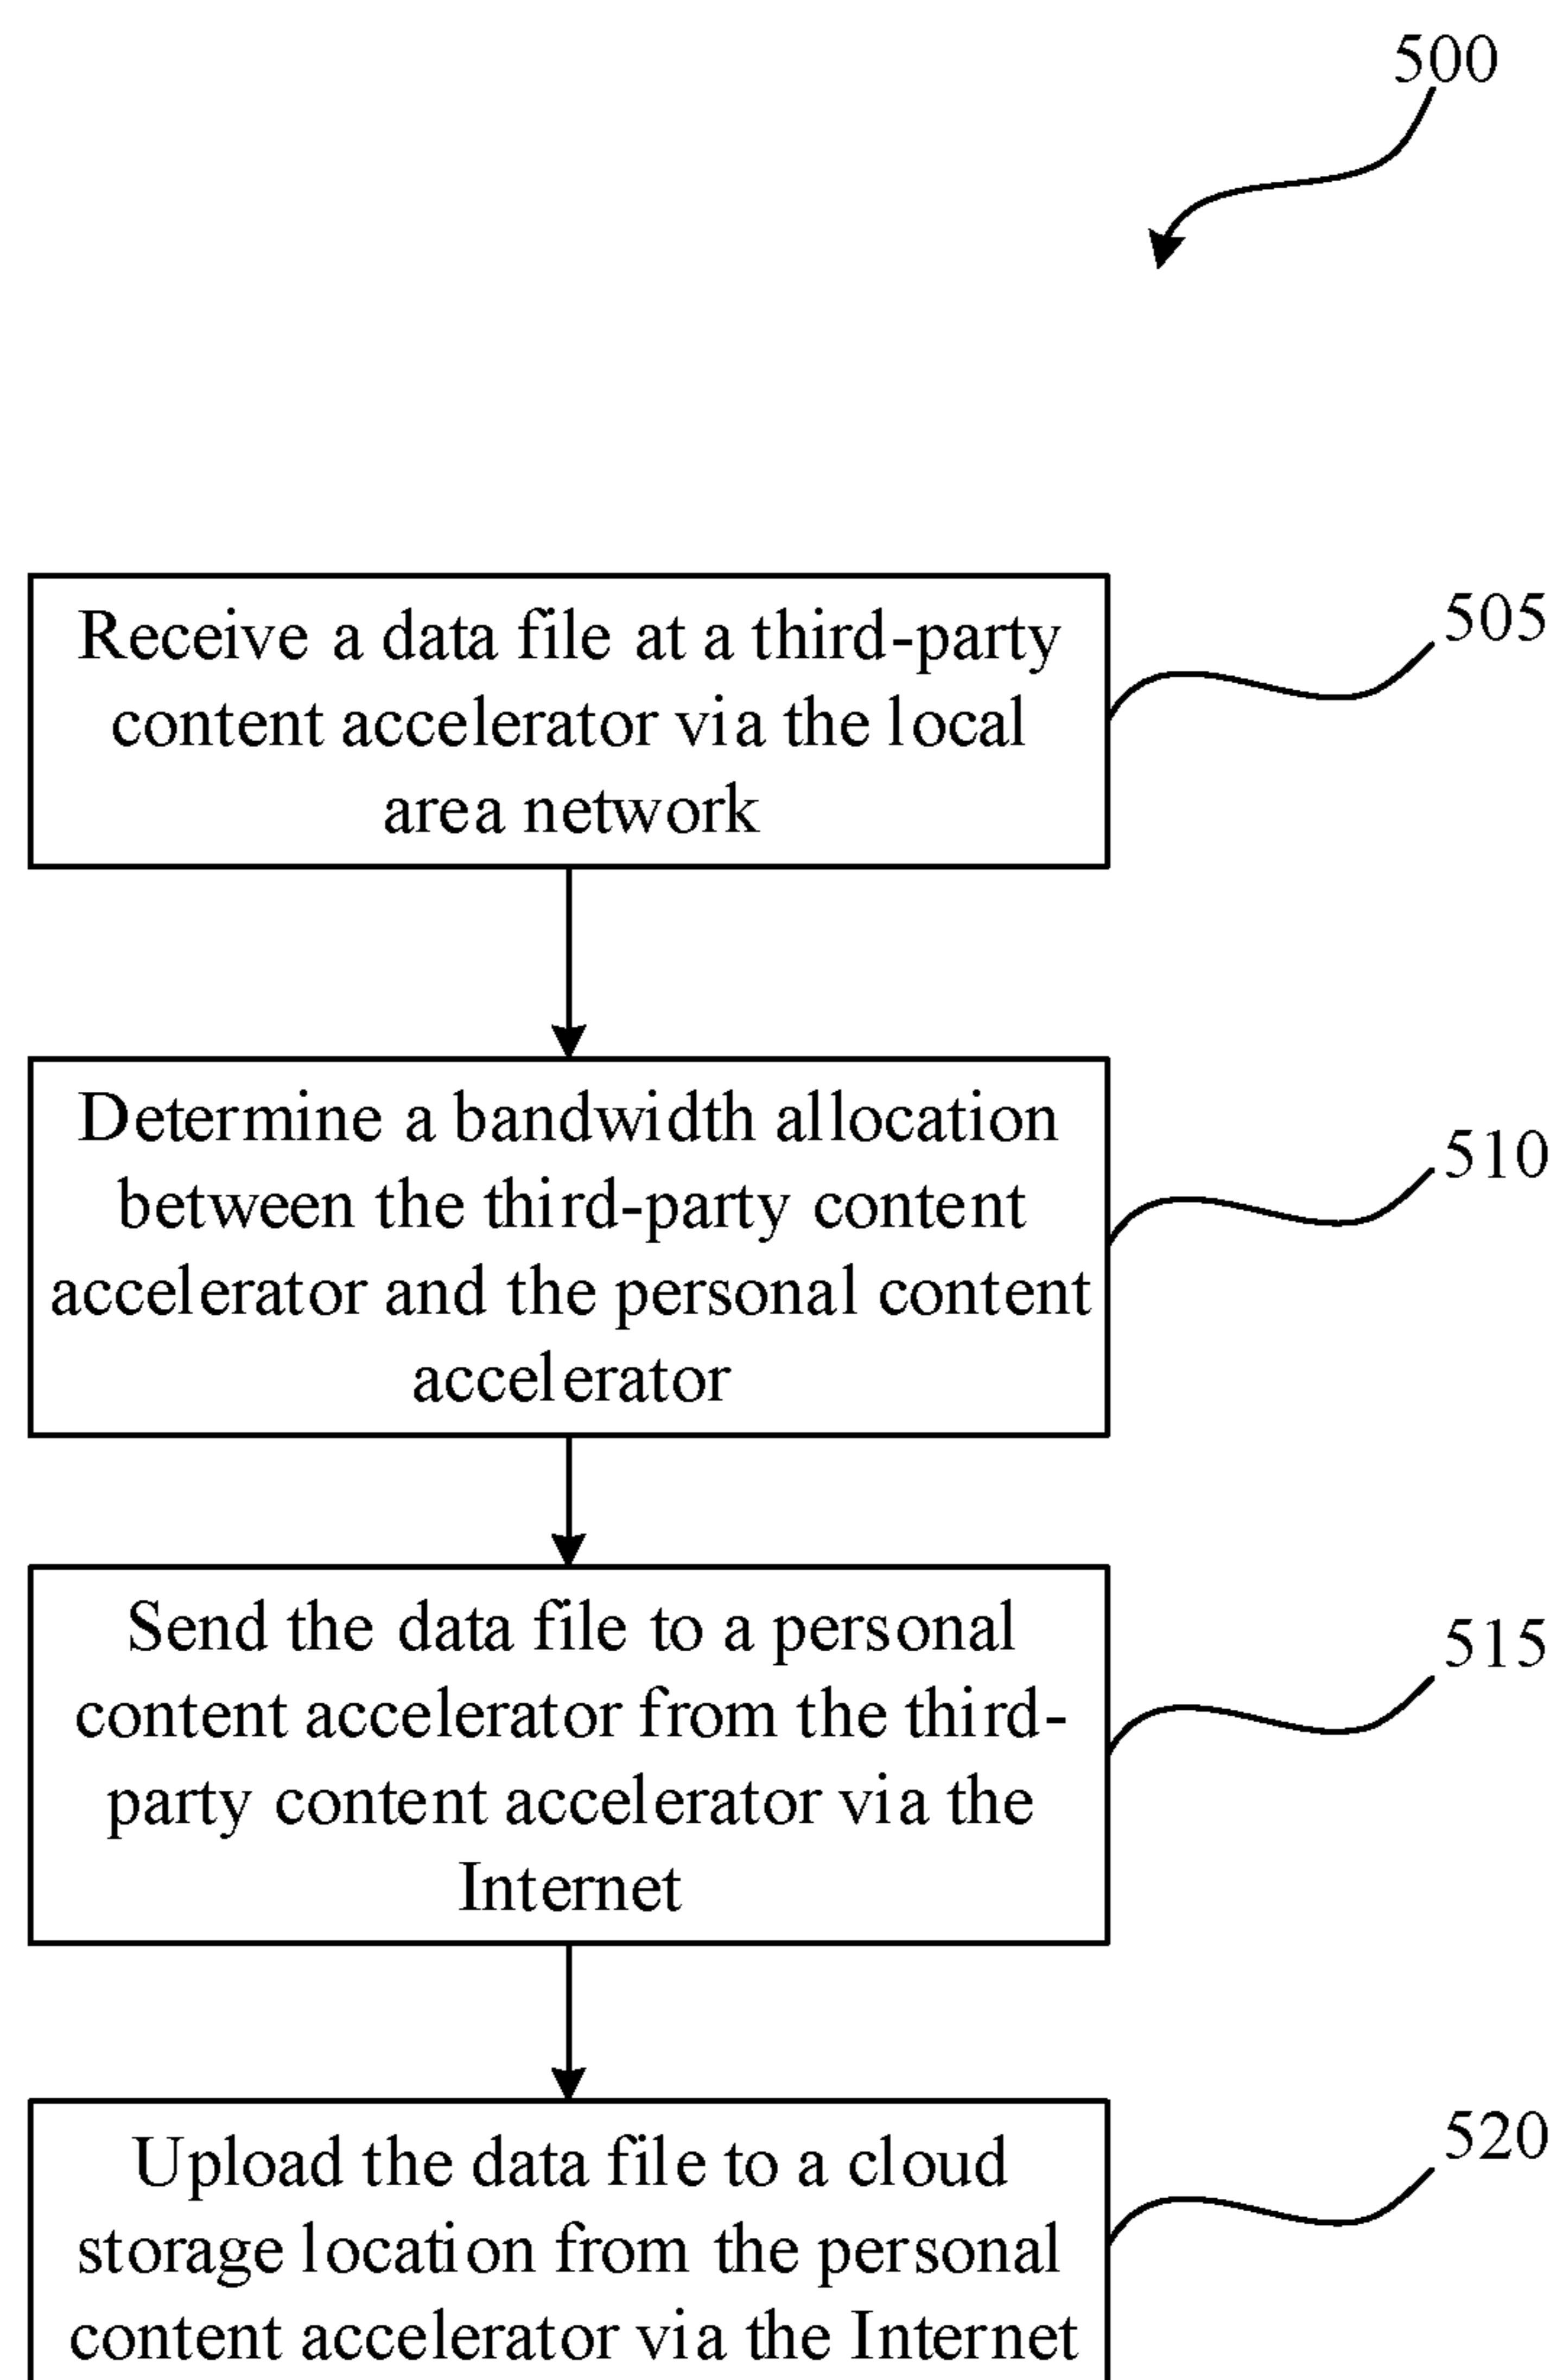 500
Receive a data file at a third-party
content accelerator via the local
area network
505
Determine a bandwidth allocation
between the third-party content
accelerator and the personal content
accelerator
510
Send the data file to a personal
content accelerator from the third-
party content accelerator via the
Internet
515
Upload the data file to a cloud
storage location from the personal
content accelerator via the Internet
520